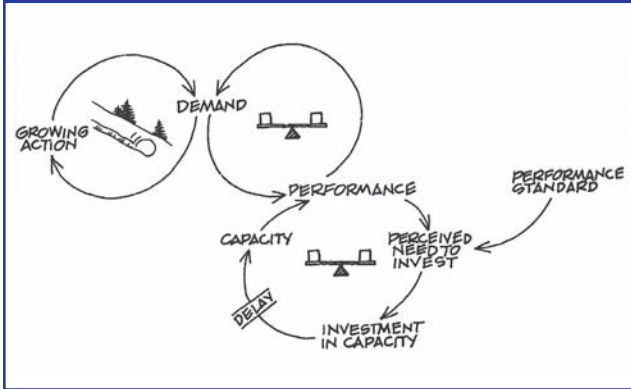 DEMAND
GROWING
ACTION
PERFORMANCE
PERFORMANCE
STANDARD
CAPACITY
PERCEIVED
NEED TO
INVEST
DELAY
INVESTMENT
IN CAPACITY